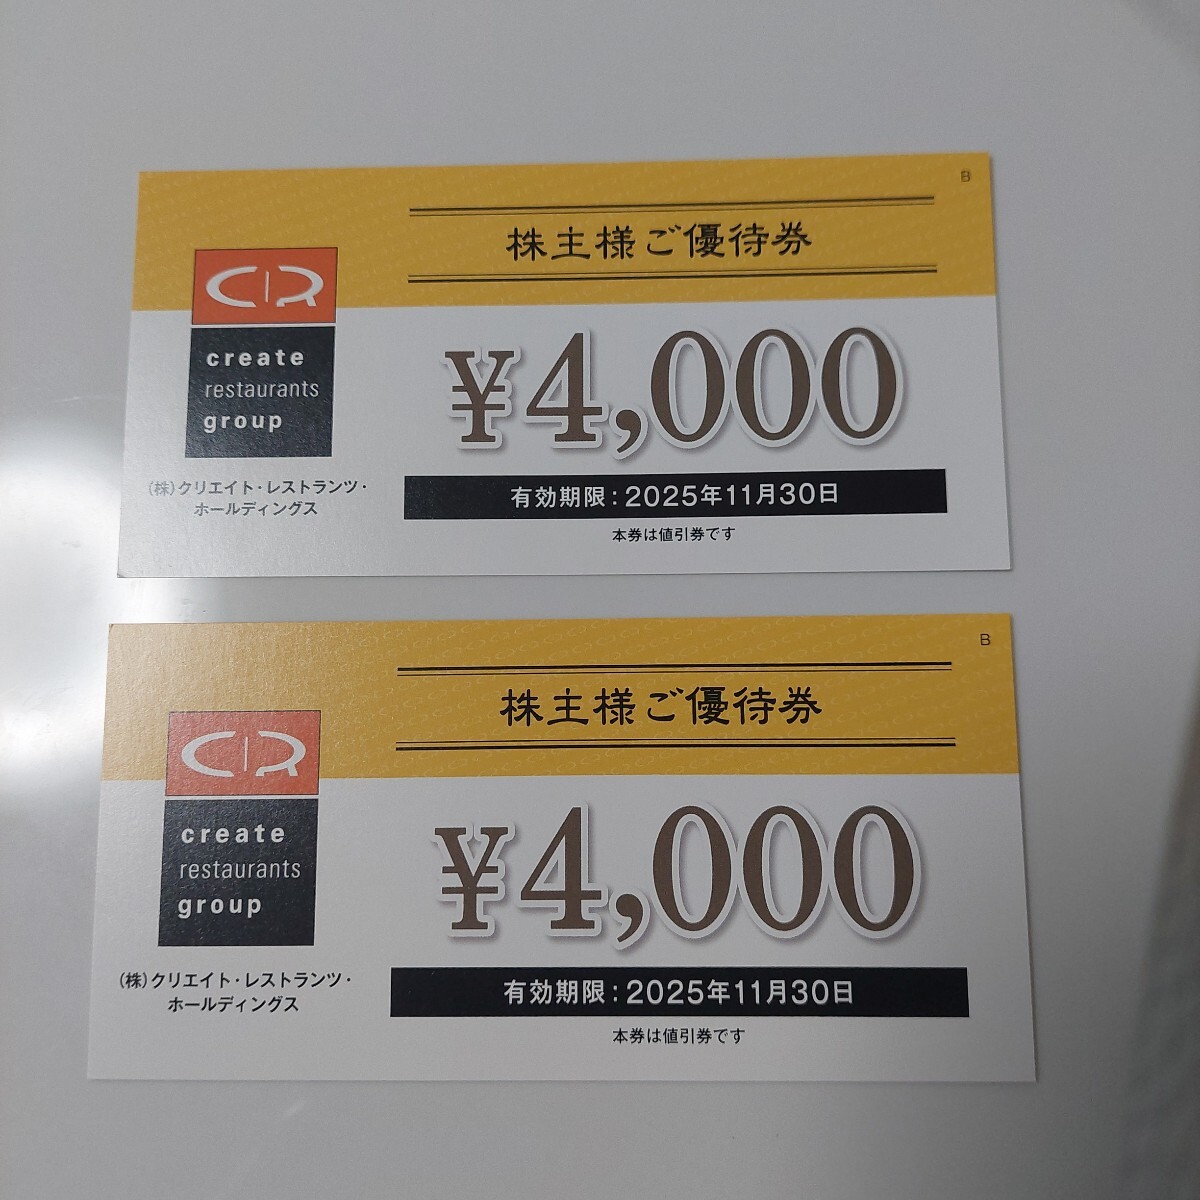 B
株主様ご優待券
CR
create
restaurants
group
¥4,000
(株)クリエイト・レストランツ・
ホールディングス
有効期限:2025年11月30日
本券は値引券です
B
株主様ご優待券
CR
create
restaurants
group
¥4,000
(株)クリエイト・レストランツ・
ホールディングス
有効期限:2025年11月30日
本券は値引券です